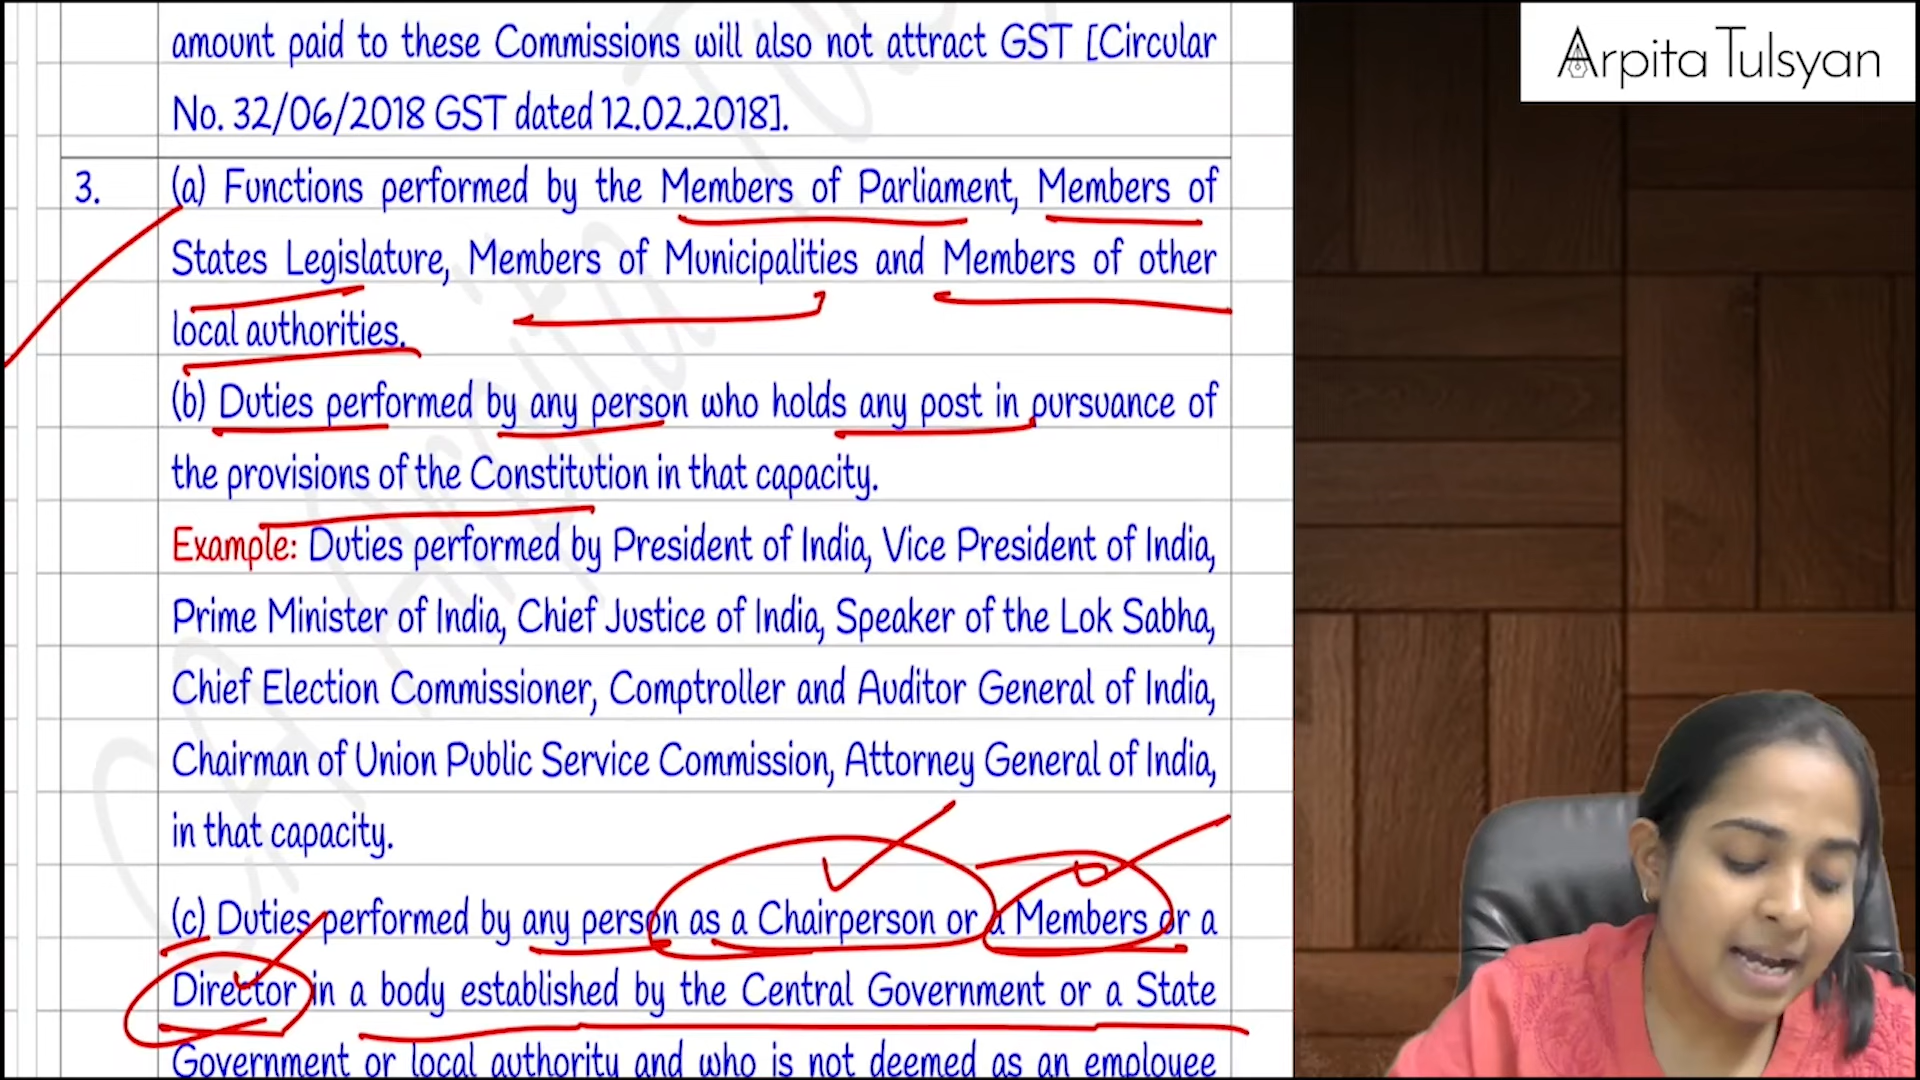 amount paid to these Commissions will also not attract GST [Circular
No. 32/06/2018 GST dated 12.02.2018].
Arpita Tulsyan
3. (a) Functions performed by the Members of Parliament, Members of
States Legislature, Members of Municipalities and Members of other
local authorities.
(b) Duties performed by any person who holds any post in pursuance of
the provisions of the Constitution in that capacity.
Example: Duties performed by President of India, Vice President of India,
Prime Minister of India, Chief Justice of India, Speaker of the Lok Sabha,
Chief Election Commissioner, Comptroller and Auditor General of India,
Chairman of Union Public Service Commission, Attorney General of India,
in that capacity.
(c) Duties performed by any person as a Chairperson or a Members or a
Director in a body established by the Central Government or a State
Government or local authority and who is not deemed as an employee